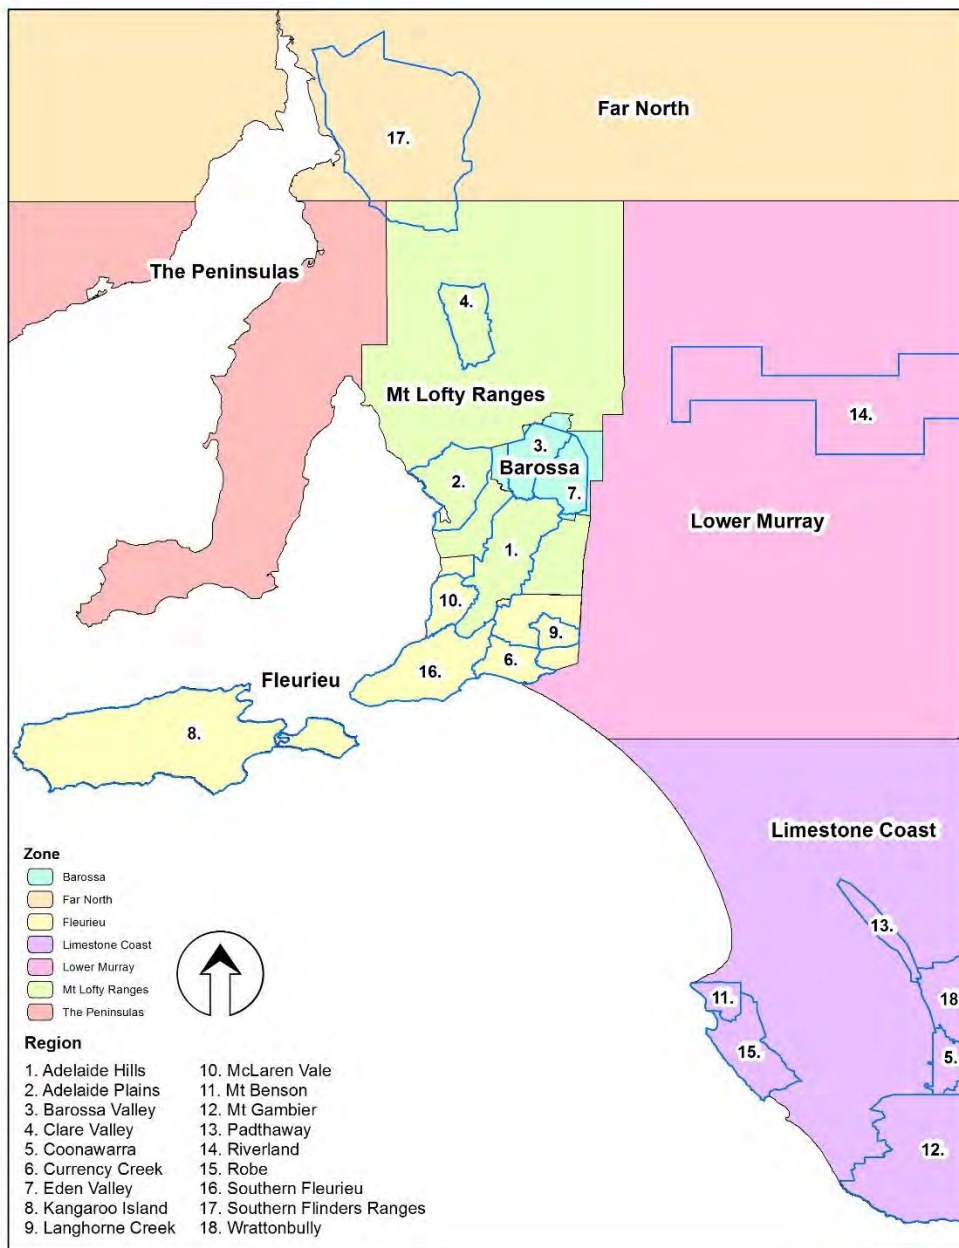 Far North
17.
The Peninsulas
4.
Mt Lofty Ranges
14.
3.
Barossa
2.
7.
Lower Murray
1.
10.
9.
6.
16.
Fleurieu
8.
Limestone Coast
13.
18
11.
5.
15.
12.
Zone
Barossa
Far North
Fleurieu
Limestone Coast
Lower Murray
Mt Lofty Ranges
The Peninsulas
Region
1. Adelaide Hills
2. Adelaide Plains
3. Barossa Valley
4. Clare Valley
5. Coonawarra
6. Currency Creek
7. Eden Valley
8. Kangaroo Island
9. Langhorne Creek
10. McLaren Vale
11. Mt Benson
12. Mt Gambier
13. Padthaway
14. Riverland
15. Robe
16. Southern Fleurieu
17. Southern Flinders Ranges
18. Wrattonbully